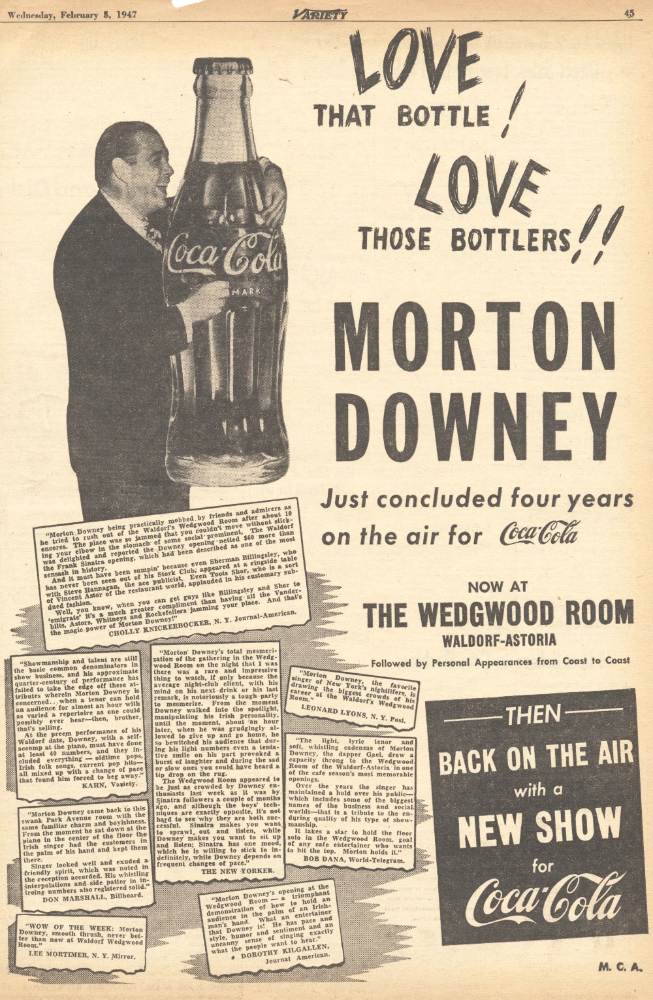 Wednesday, February 5, 1947
VARIETY
45
LOVE
THAT BOTTLE!
LOVE
THOSE BOTTLERS!!
Coca-Cola
MARK
MORTON
DOWNEY
Just concluded four years
on the air for Coca-Cola
NOW AT
THE WEDGWOOD ROOM
WALDORF-ASTORIA
Followed by Personal Appearances from Coast to Coast
THEN
BACK ON THE AIR
with a
NEW SHOW
for
Coca-Cola
M. C. A.
"Morton Downey being practically mobbed by friends and admirers as
he tried to rush out of the Waldorf's Wedgwood Room after about 10
encores. The place was so jammed that you couldn't move without stick-
ing your elbow in the stomach of some social prominent. The Waldorf
was delighted and reported the Downey opening netted $60 more than
the Frank Sinatra opening, which had been described as one of the most
sensash in history.
And it must have been sumpin' because even Sherman Billingsley, who
has never been seen out of his Stork Club, appeared at a ringside table
with Steve Hannagan, the ace publicist. Even Toots Shor, who is a sort
of Vincent Astor of the restaurant world, applauded in his customary sub-
dued fashion.
Well, you know, when you can get guys like Billingsley and Shor to
'emigrate' it's a much greater compliment than having all the Vander-
bilts, Astors, Whitneys and Rockefellers jamming your place. And that's
the magic power of Morton Downey!"
CHOLLY KNICKERBOCKER, N. Y. Journal-American.
"Showmanship and talent are still
the basic common denominators in
show business, and his approximate
quarter-century of performance has
failed to take the edge off these at-
tributes wherein Morton Downey is
concerned...when a tenor can hold
an audience for almost an hour with
as varied a repertoire as one could
possibly ever hear—then, brother,
that's selling.
At the preem performance of his
Waldorf date, Downey, with a self-
accomp at the piano, must have done
at least 40 numbers, and they in-
cluded everything — oldtime pops,
Irish folk songs, current pop hits—
all mixed up with a change of pace
that found him forced to beg away."
KAHN, Variety.
"Morton Downey came back to this
swank Park Avenue room with the
same familiar charm and boyishness.
From the moment he sat down at the
piano in the center of the floor the
Irish singer had the customers in
the palm of his hand and kept them
there.
Singer looked well and exuded a
friendly spirit, which was noted in
the reception accorded. His whistling
interpolations and side patter in in-
troing numbers also registered solid."
DON MARSHALL, Billboard.
"WOW OF THE WEEK: Morton
Downey, smooth thrush, never bet-
ter than now at Waldorf Wedgwood
Room."
LEE MORTIMER, N. Y. Mirror.
"Morton Downey's total mesmeri-
zation of the gathering in the Wedg-
wood Room on the night that I was
there was a rare and impressive
thing to watch, if only because the
average night-club client, with his
mind on his next drink or his last
remark, is notoriously a tough party
to mesmerize. From the moment
Downey walked into the spotlight,
manipulating his Irish personality,
until the moment, about an hour
later, when he was grudgingly al-
lowed to give up and go home, he
so bewitched his audience that dur-
ing his light numbers even a tenta-
tive smile on his part provoked a
burst of laughter and during the sad
or slow ones you could have heard a
tip drop on the rug.
The Wedgwood Room appeared to
be just as crowded by Downey en-
thusiasts last week as it was by
Sinatra followers a couple of months
ago, and although the boys' tech-
niques are exactly opposite, it's not
hard to see why they are both suc-
cessful. Sinatra makes you want
to sprawl out and listen, while
Downey makes you want to sit up
and listen; Sinatra has one mood,
which he is willing to stick to in-
definitely, while Downey depends on
frequent changes of pace."
THE NEW YORKER.
"Morton Downey, the favorite
singer of New York's nightlifers, is
drawing the biggest crowds of his
career at the Waldorf's Wedgwood
Room."
LEONARD LYONS, N. Y. Post.
"The light, lyric tenor and
soft, whistling cadenzas of Morton
Downey, the dapper Gael, drew a
capacity throng to the Wedgwood
Room of the Waldorf-Astoria in one
of the cafe season's most memorable
openings.
Over the years the singer has
maintained a hold over his public—
which includes some of the biggest
names of the business and social
worlds—that is a tribute to the en-
during quality of his type of show-
manship.
It takes a star to hold the floor
solo in the Wedgwood Room, goal
of any cafe entertainer who wants
to hit the top. Morton holds it."
BOB DANA, World-Telegram.
"Morton Downey's opening at the
Wedgwood Room — a triumphant
demonstration of how to hold an
audience in the palm of an Irish-
man's hand. What an entertainer
that Downey is! He has pace and
style, humor and sentiment and an
uncanny sense of singing exactly
what the people want to hear."
DOROTHY KILGALLEN,
Journal American.